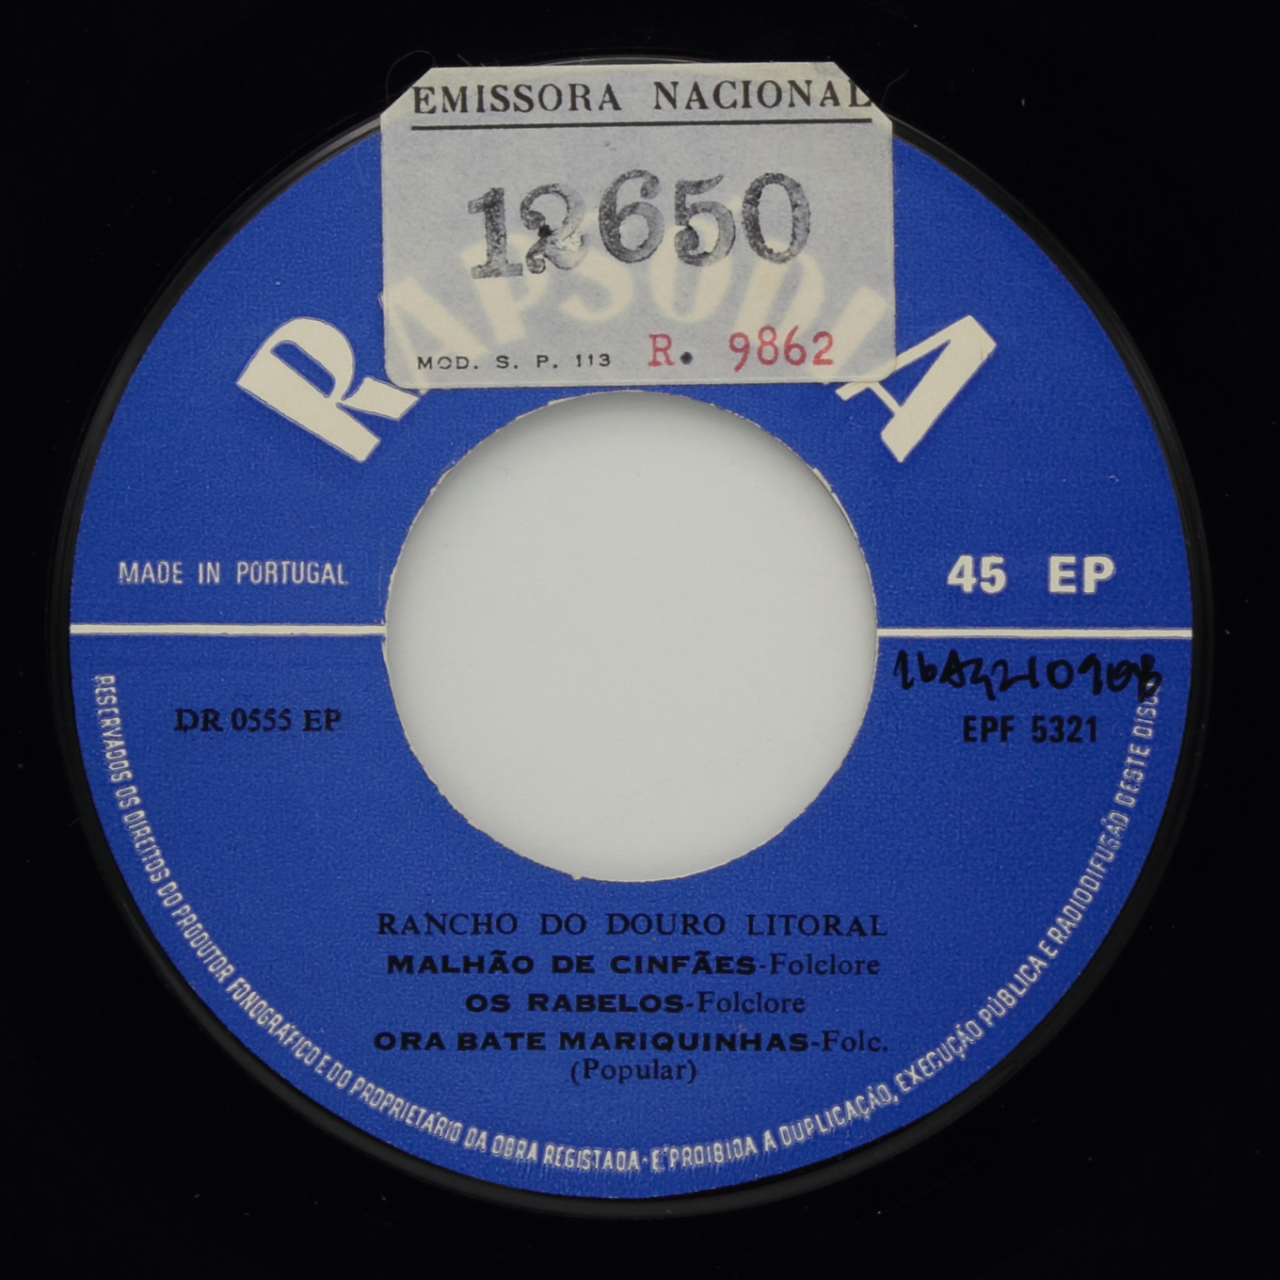 EMISSORA NACIONAL
12650
MOD. S. P. 113 R. 9862
RAPSODIA
MADE IN PORTUGAL
45 EP
DR 0555 EP
EPF 5321
RANCHO DO DOURO LITORAL
MALHÃO DE CINFÃES-Folclore
OS RABELOS-Folclore
ORA BATE MARIQUINHAS-Folc.
(Popular)
RESERVADOS OS DIREITOS DO PRODUTOR FONOGRÁFICO E DO PROPRIETÁRIO DA OBRA REGISTADA-E'PROIBIDA A DUPLICAÇÃO, EXECUÇÃO PÚBLICA E RADIODIFUSÃO DESTE DISCO